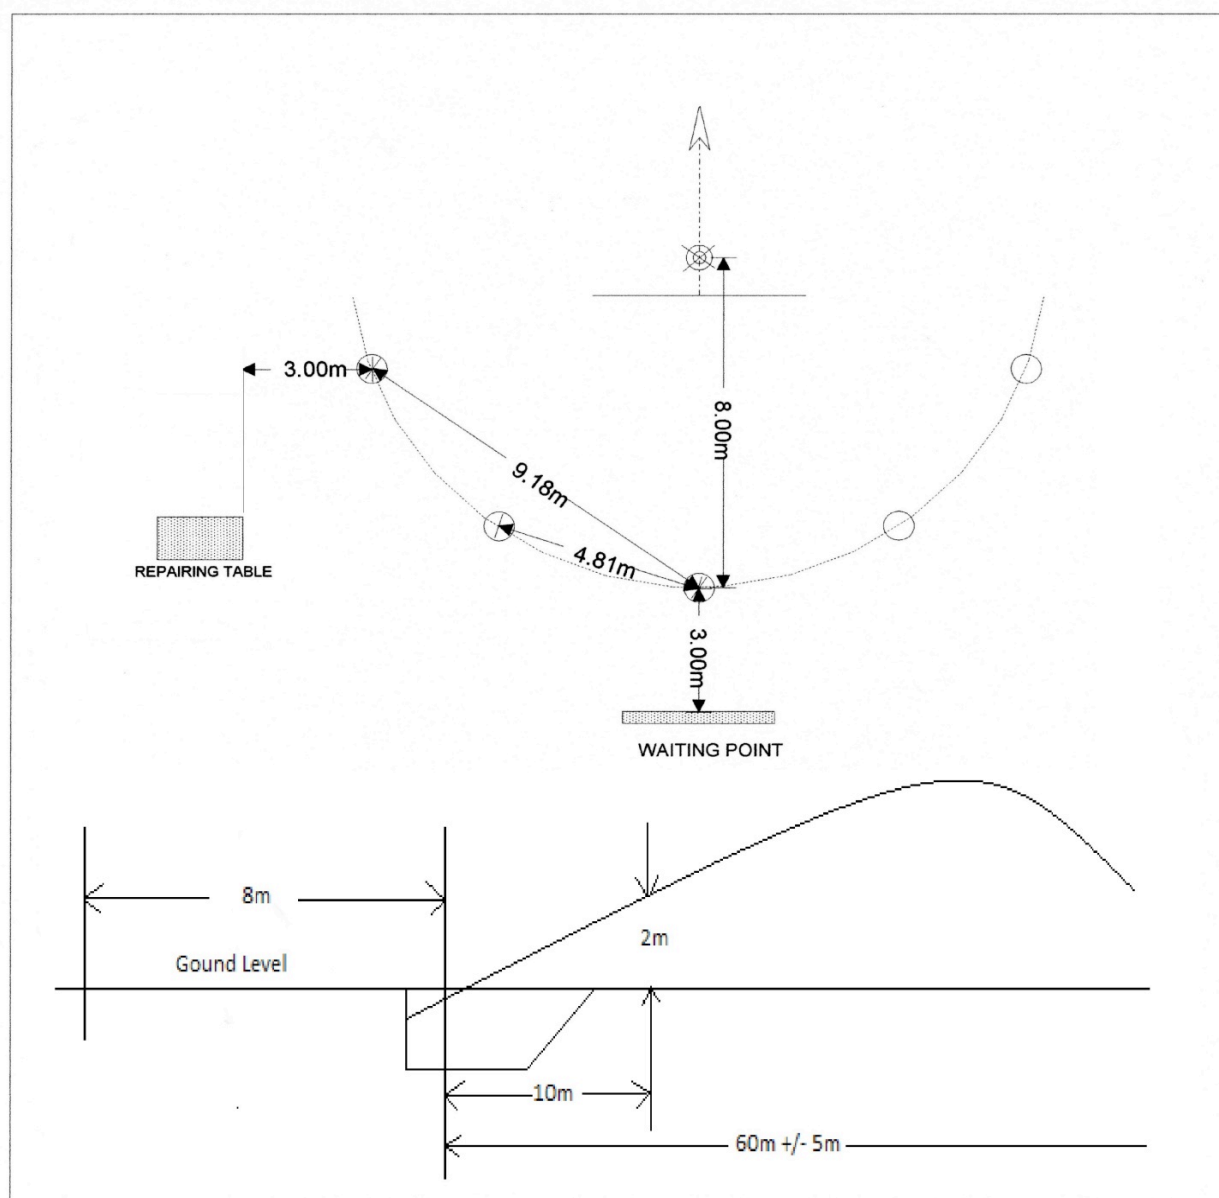 3.00m
8.00m
9.18m
4.81m
REPAIRING TABLE
3.00m
WAITING POINT
8m
2m
Gound Level
10m
60m +/- 5m